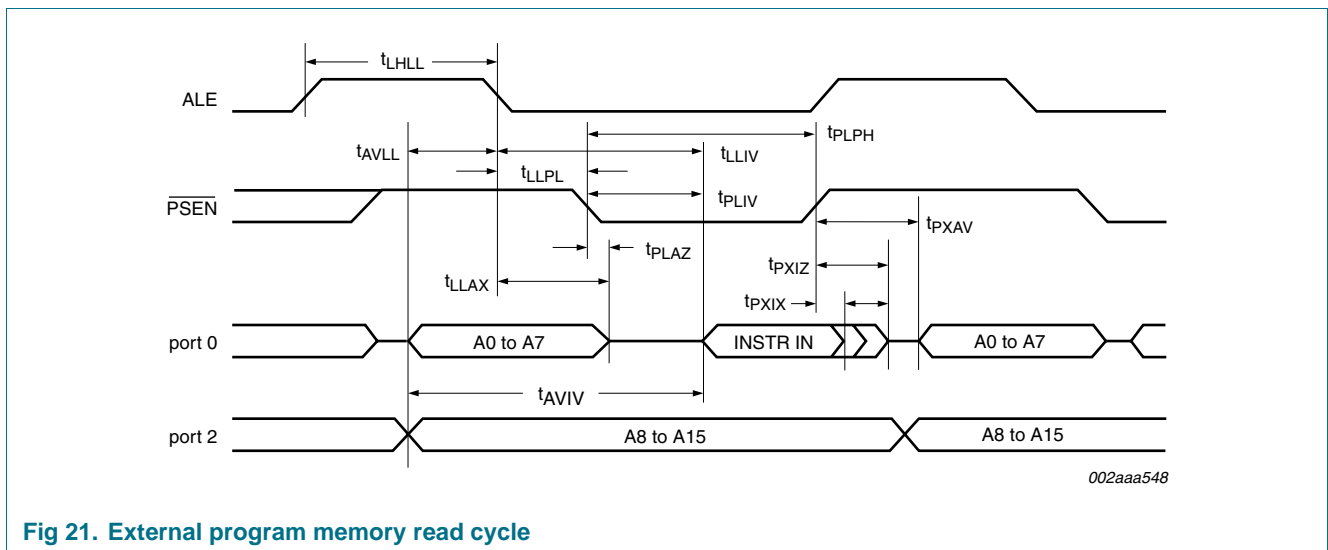 tLHLL
ALE
tPLPH
tAVLL
tLLIV
tLLPL
PSEN
tPLIV
tPXAV
tPLAZ
tPXIZ
tLLAX
tPXIX
port 0
A0 to A7
INSTR IN
A0 to A7
tAVIV
port 2
A8 to A15
A8 to A15
002aaa548
Fig 21. External program memory read cycle